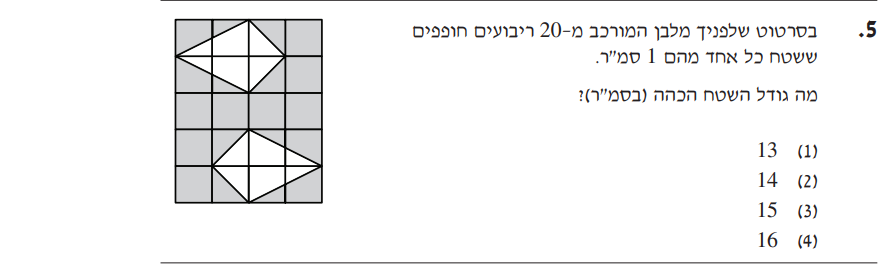 .5 בסרטוט שלפניך מלבן המורכב מ-20 ריבועים חופפים
ששטח כל אחד מהם 1 סמ"ר.
מה גודל השטח הכהה (בסמ"ר)?
(1) 13
(2) 14
(3) 15
(4) 16